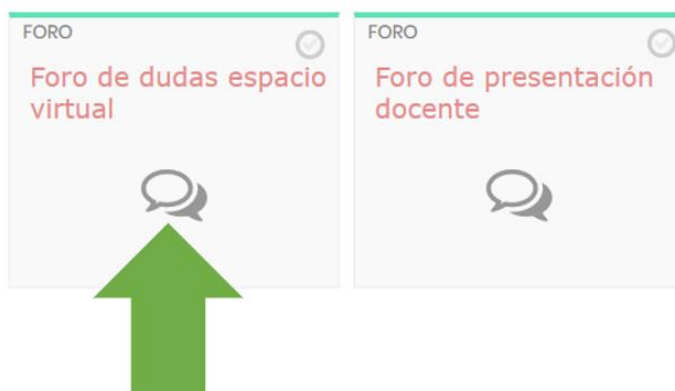 FORO
Foro de dudas espacio
virtual
FORO
Foro de presentación
docente